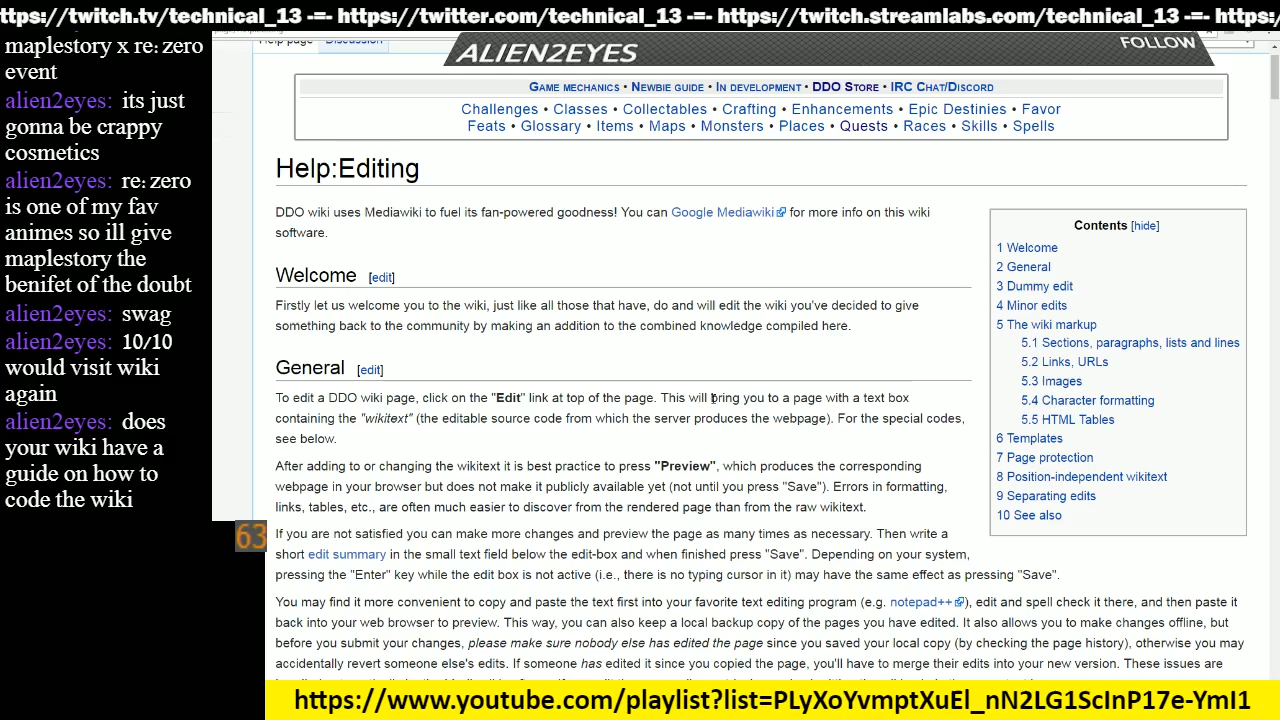 ttps://twitch.tv/technical_13 -=- https://twitter.com/technical_13 -=- https://twitch.streamlabs.com/technical_13 -=- https:/
maplestory x re:zero
event
alien2eyes: its just
gonna be crappy
cosmetics
alien2eyes: re:zero
is one of my fav
animes so ill give
maplestory the
benifet of the doubt
alien2eyes: swag
alien2eyes: 10/10
would visit wiki
again
alien2eyes: does
your wiki have a
guide on how to
code the wiki
63
Help page Discussion
ALIEN2EYES
FOLLOW
Game mechanics • Newbie guide • In development • DDO Store • IRC Chat/Discord
Challenges • Classes • Collectables • Crafting • Enhancements • Epic Destinies • Favor
Feats • Glossary • Items • Maps • Monsters • Places • Quests • Races • Skills • Spells
Help:Editing
DDO wiki uses Mediawiki to fuel its fan-powered goodness! You can Google Mediawiki for more info on this wiki
software.
Welcome [edit]
Firstly let us welcome you to the wiki, just like all those that have, do and will edit the wiki you've decided to give
something back to the community by making an addition to the combined knowledge compiled here.
General [edit]
To edit a DDO wiki page, click on the "Edit" link at top of the page. This will bring you to a page with a text box
containing the "wikitext" (the editable source code from which the server produces the webpage). For the special codes,
see below.
After adding to or changing the wikitext it is best practice to press "Preview", which produces the corresponding
webpage in your browser but does not make it publicly available yet (not until you press "Save"). Errors in formatting,
links, tables, etc., are often much easier to discover from the rendered page than from the raw wikitext.
If you are not satisfied you can make more changes and preview the page as many times as necessary. Then write a
short edit summary in the small text field below the edit-box and when finished press "Save". Depending on your system,
pressing the "Enter" key while the edit box is not active (i.e., there is no typing cursor in it) may have the same effect as pressing "Save".
You may find it more convenient to copy and paste the text first into your favorite text editing program (e.g. notepad++), edit and spell check it there, and then paste it
back into your web browser to preview. This way, you can also keep a local backup copy of the pages you have edited. It also allows you to make changes offline, but
before you submit your changes, please make sure nobody else has edited the page since you saved your local copy (by checking the page history), otherwise you may
accidentally revert someone else's edits. If someone has edited it since you copied the page, you'll have to merge their edits into your new version. These issues are
Contents [hide]
1 Welcome
2 General
3 Dummy edit
4 Minor edits
5 The wiki markup
5.1 Sections, paragraphs, lists and lines
5.2 Links, URLs
5.3 Images
5.4 Character formatting
5.5 HTML Tables
6 Templates
7 Page protection
8 Position-independent wikitext
9 Separating edits
10 See also
https://www.youtube.com/playlist?list=PLyXoYvmptXuEl_nN2LG1ScInP17e-YmI1